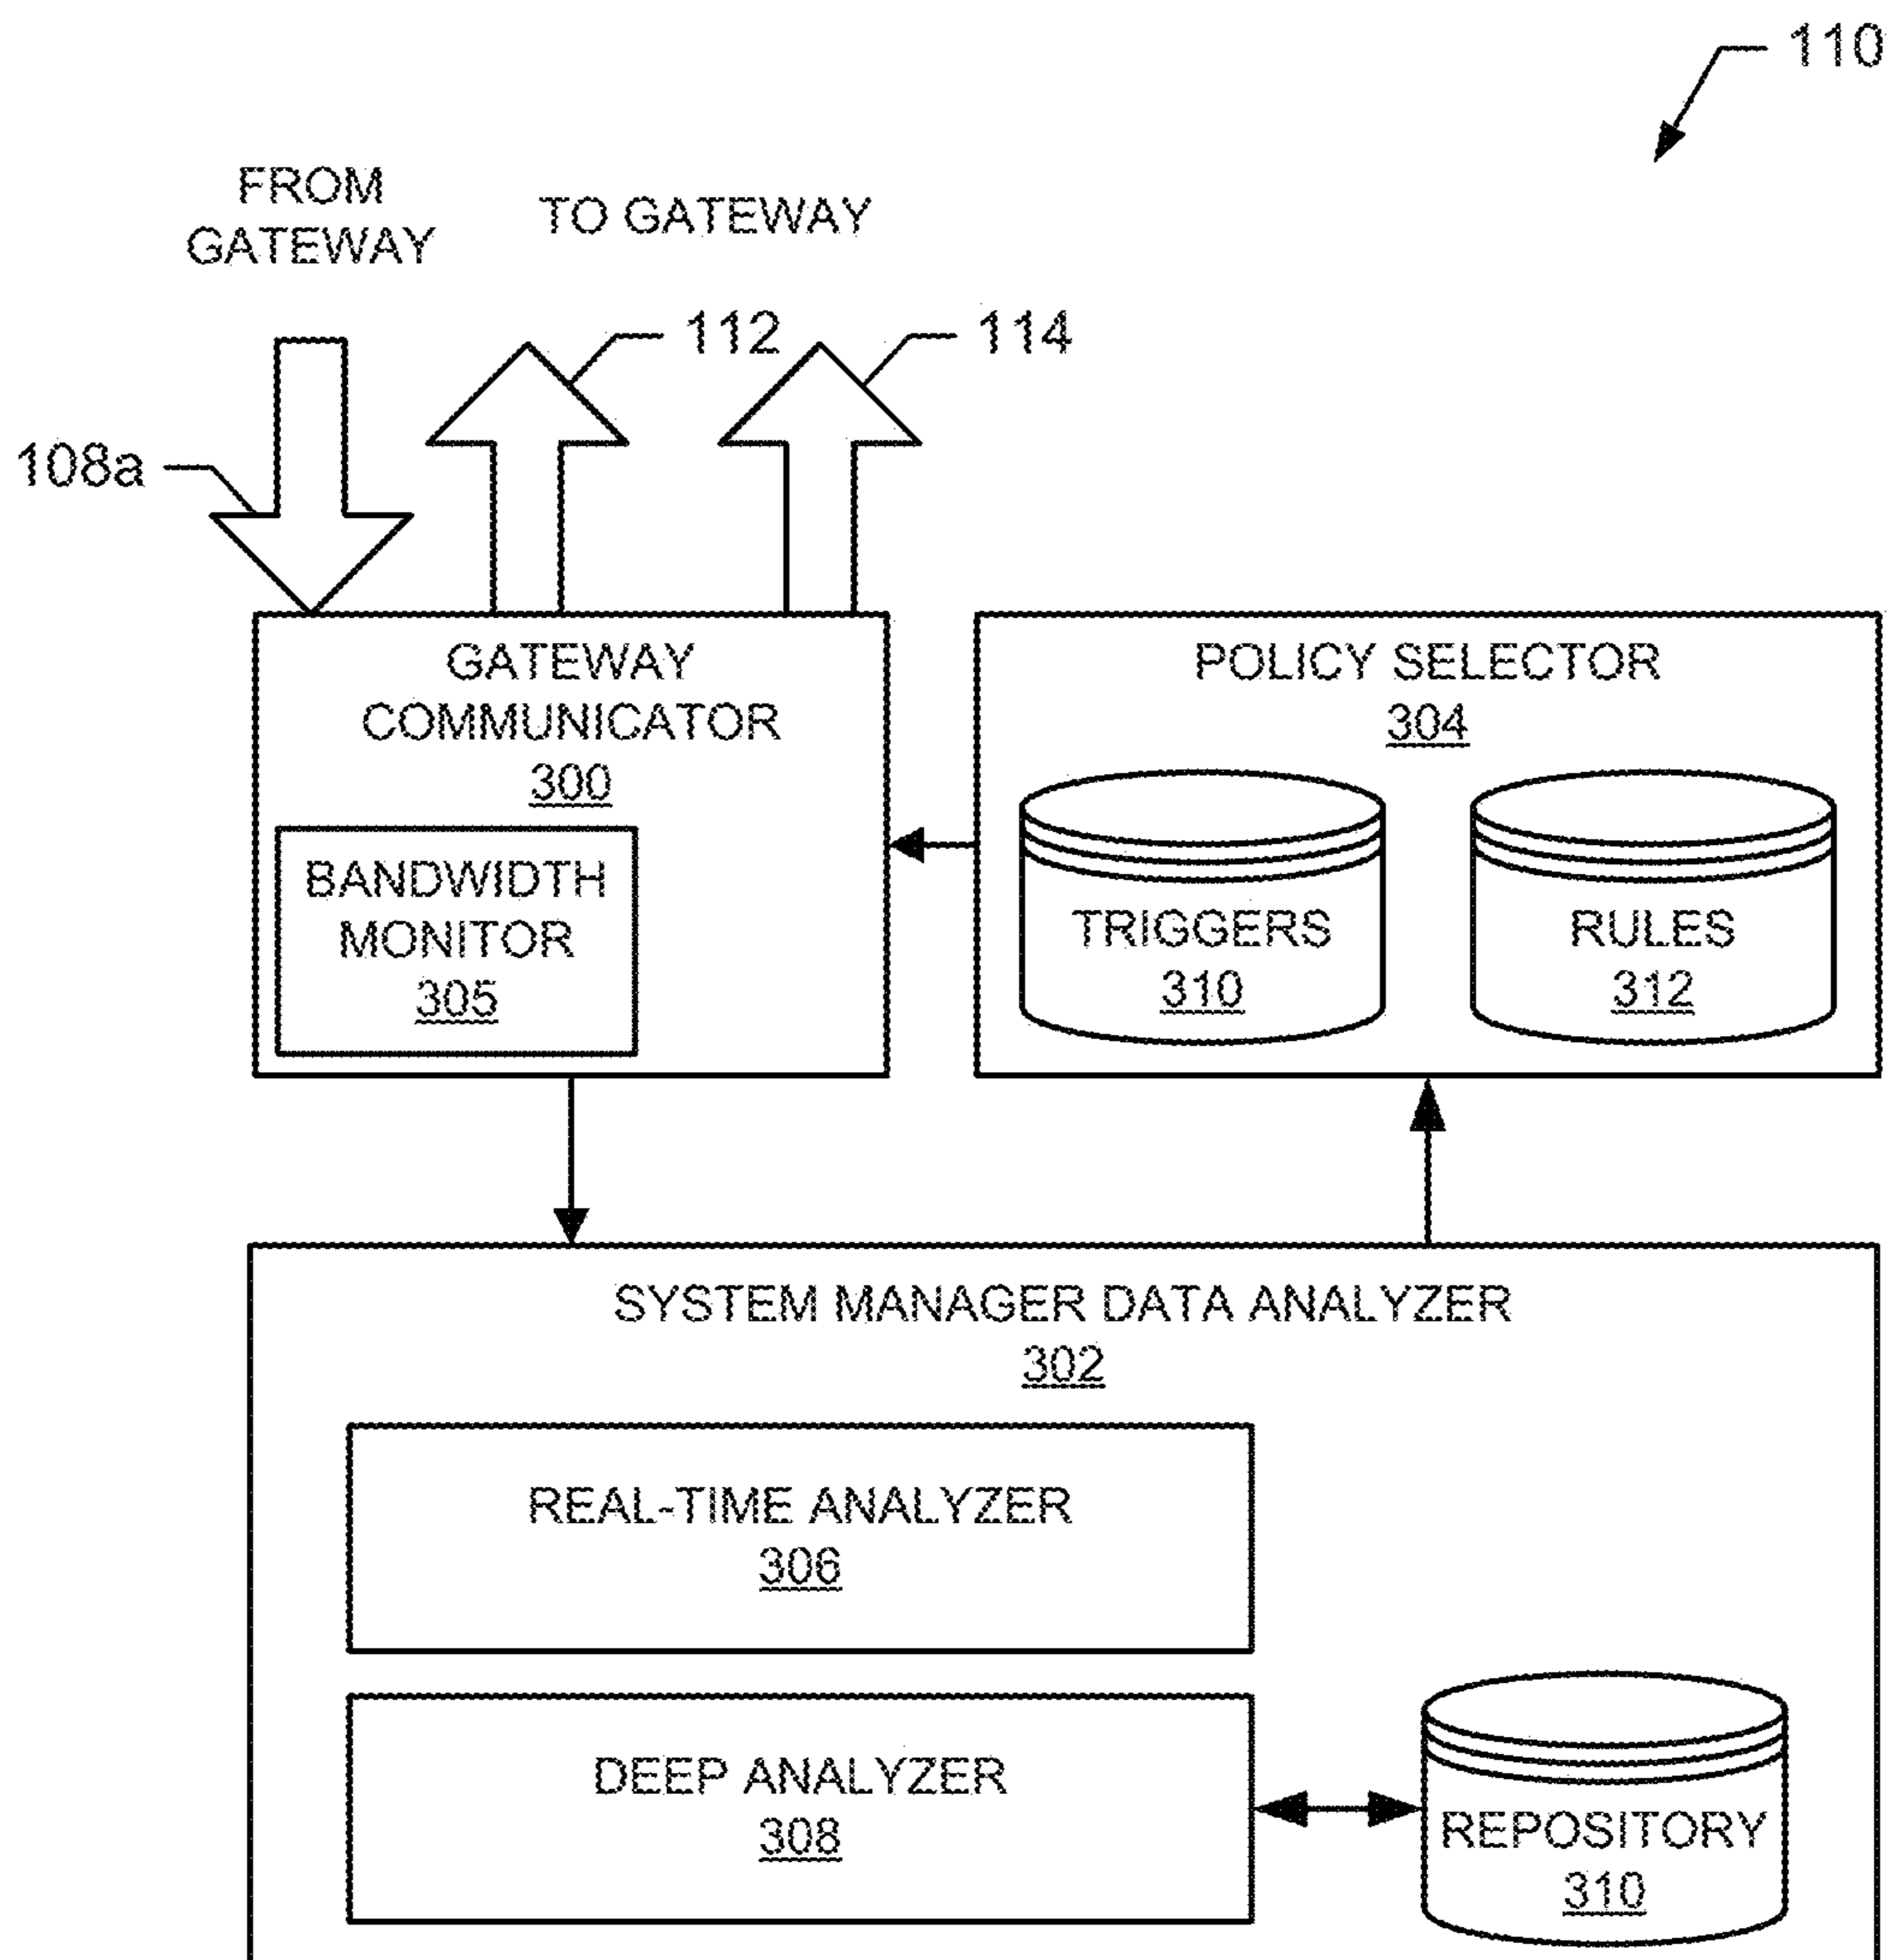 110
FROM
GATEWAY
TO GATEWAY
112
114
108a
GATEWAY
COMMUNICATOR
300
BANDWIDTH
MONITOR
305
POLICY SELECTOR
304
TRIGGERS
310
RULES
312
SYSTEM MANAGER DATA ANALYZER
302
REAL-TIME ANALYZER
306
DEEP ANALYZER
308
REPOSITORY
310